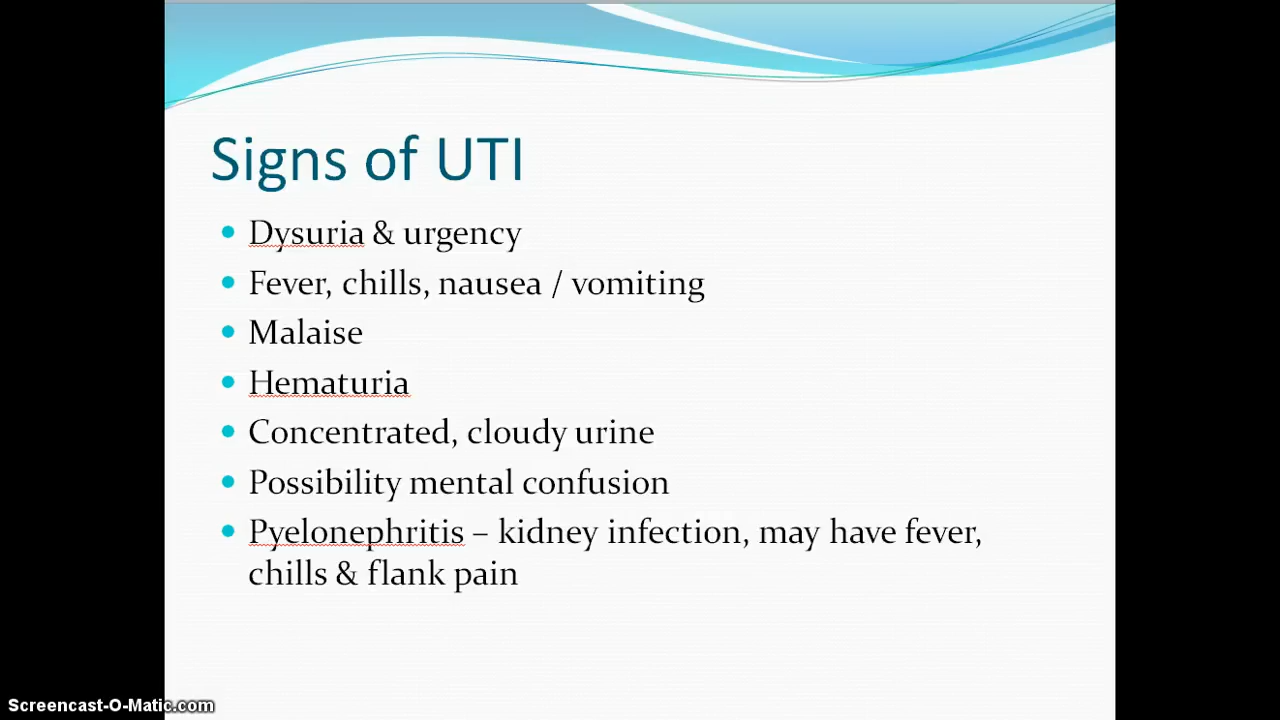 Signs of UTI
• Dysuria & urgency
• Fever, chills, nausea / vomiting
• Malaise
• Hematuria
• Concentrated, cloudy urine
• Possibility mental confusion
• Pyelonephritis – kidney infection, may have fever,
chills & flank pain
Screencast-O-Matic.com